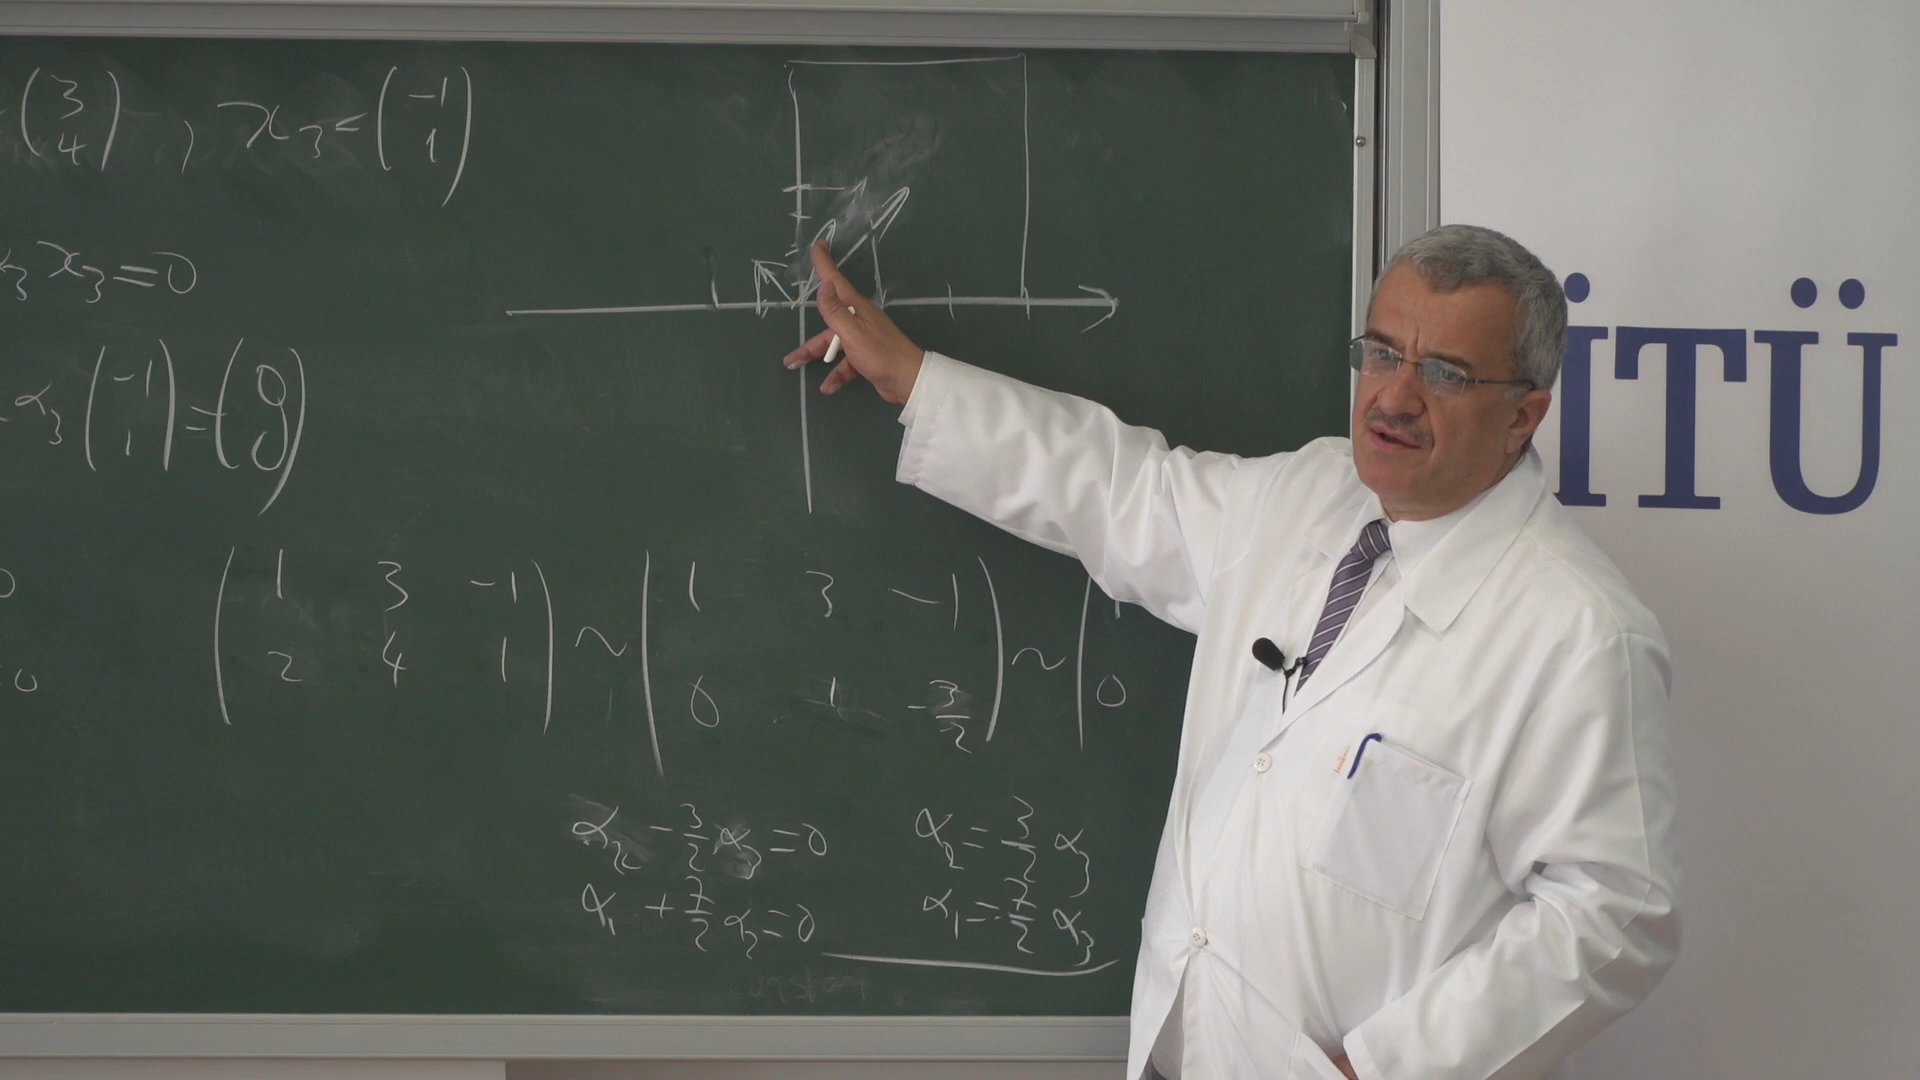 (3 4) , x₃ = (-1 1)
₃ x₃ = 0
α₃ (-1 1) = (0 0)
(1 3 -1
2 4 1) ~ (1 3 -1
0 1 -3/2) ~ (
0
α₂ - 3/2 α₃ = 0
α₂ = 3/2 α₃
α₁ + 7/2 α₃ = 0
α₁ = -7/2 α₃
İTÜ